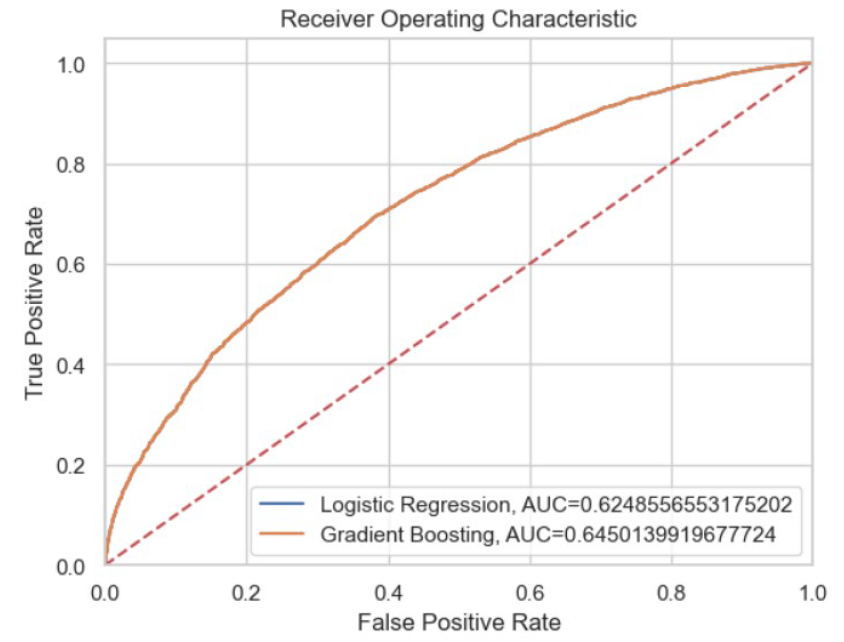 Receiver Operating Characteristic
1.0
0.8
0.6
0.4
0.2
0.0
True Positive Rate
Logistic Regression, AUC=0.6248556553175202
Gradient Boosting, AUC=0.6450139919677724
0.0 0.2 0.4 0.6 0.8 1.0
False Positive Rate